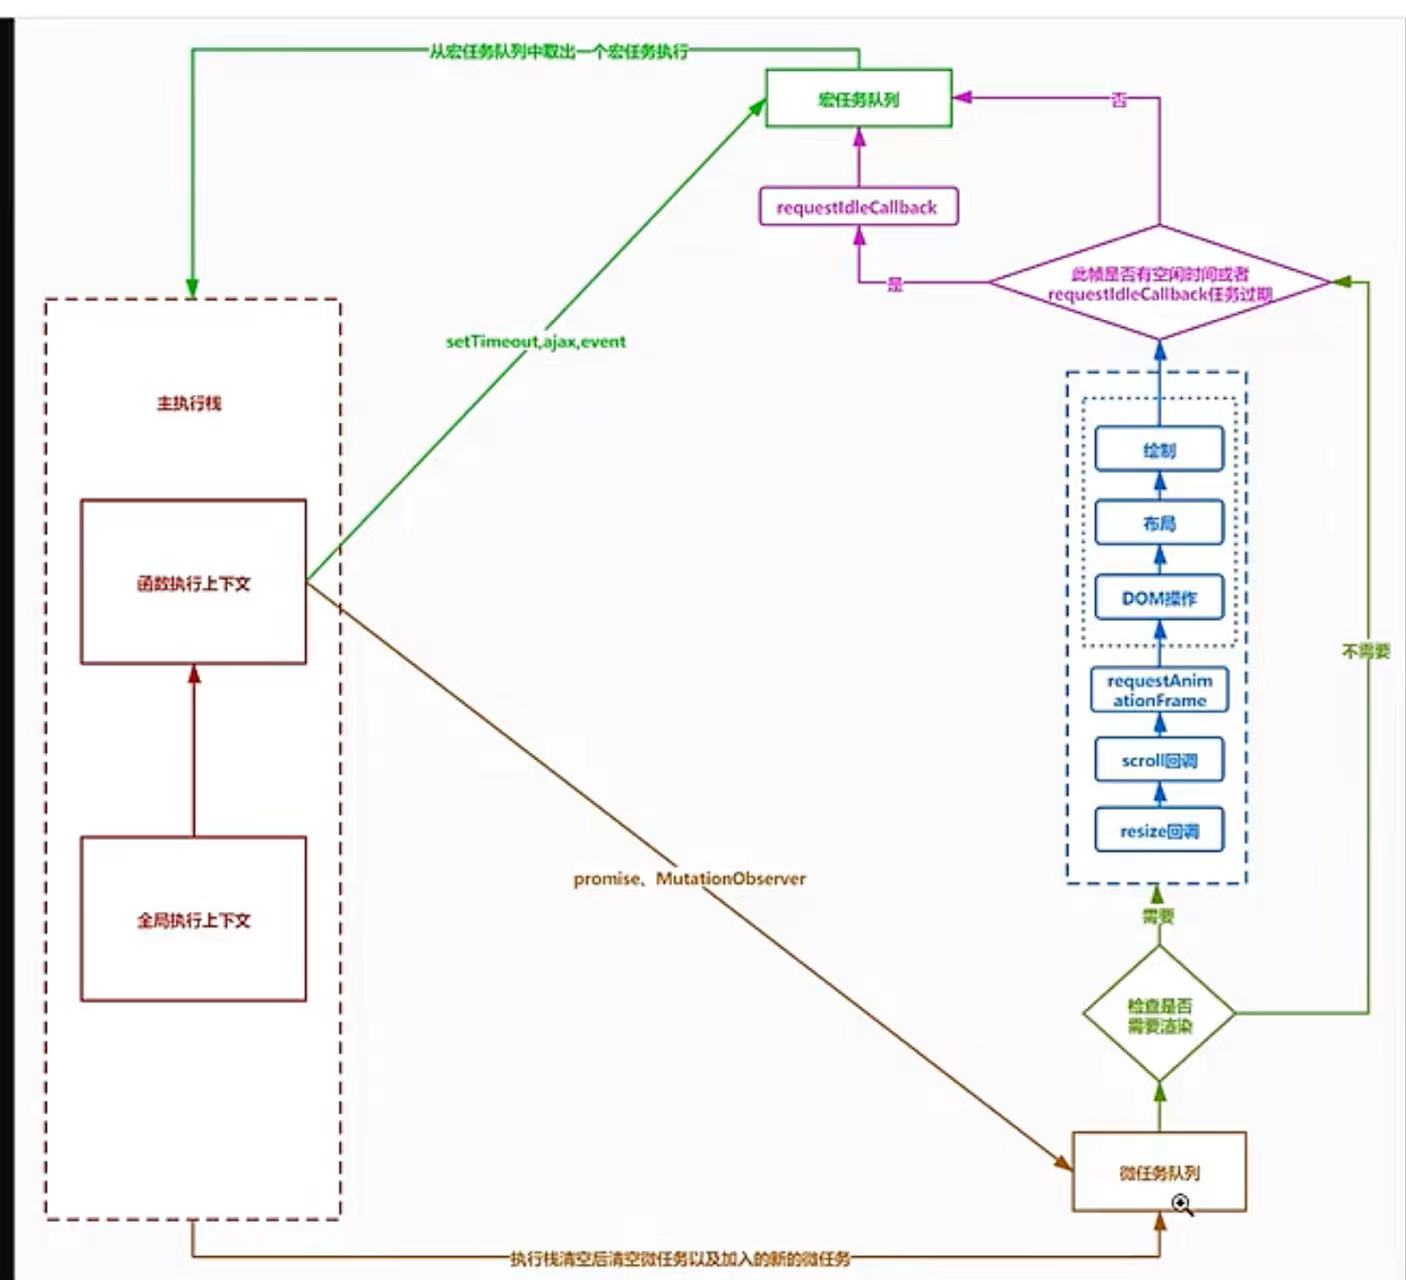 从宏任务队列中取出一个宏任务执行
宏任务队列
否
requestIdleCallback
此帧是否有空闲时间或者
requestIdleCallback任务过期
是
setTimeout,ajax,event
主执行栈
绘制
布局
函数执行上下文
DOM操作
不需要
requestAnim
ationFrame
scroll回调
resize回调
promise、MutationObserver
需要
全局执行上下文
检查是否
需要渲染
微任务队列
执行栈清空后清空微任务以及加入的新的微任务